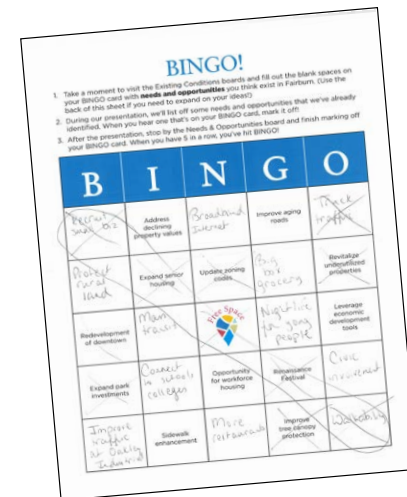 BINGO!
1. Take a moment to visit the Existing Conditions boards and fill out the blank spaces on
your BINGO card with needs and opportunities you think exist in Fairburn. (Use the
back of this sheet if you need to expand on your ideas!)
2. During our presentation, we'll list off some needs and opportunities that we've already
identified. When you hear one that's on your BINGO card, mark it off!
3. After the presentation, stop by the Needs & Opportunities board and finish marking off
your BINGO card. When you have 5 in a row, you've hit BINGO!
B I N G O
Recruit
small biz
Address
declining
property values
Broadband
Internet
Improve aging
roads
Truck
traffic
Protect
rural
land
Expand senior
housing
Update zoning
codes
Big
box
grocery
Revitalize
underutilized
properties
Redevelopment
of downtown
transit
Free Space
Nightlife
for young
people
Leverage
economic
development
tools
Expand park
investments
Connect
to schools
colleges
Opportunity
for workforce
housing
Renaissance
Festival
Civic
Improve
traffic
at Oakley
Industrial
Sidewalk
enhancement
More
restaurants
Improve
tree canopy
protection
Walkability